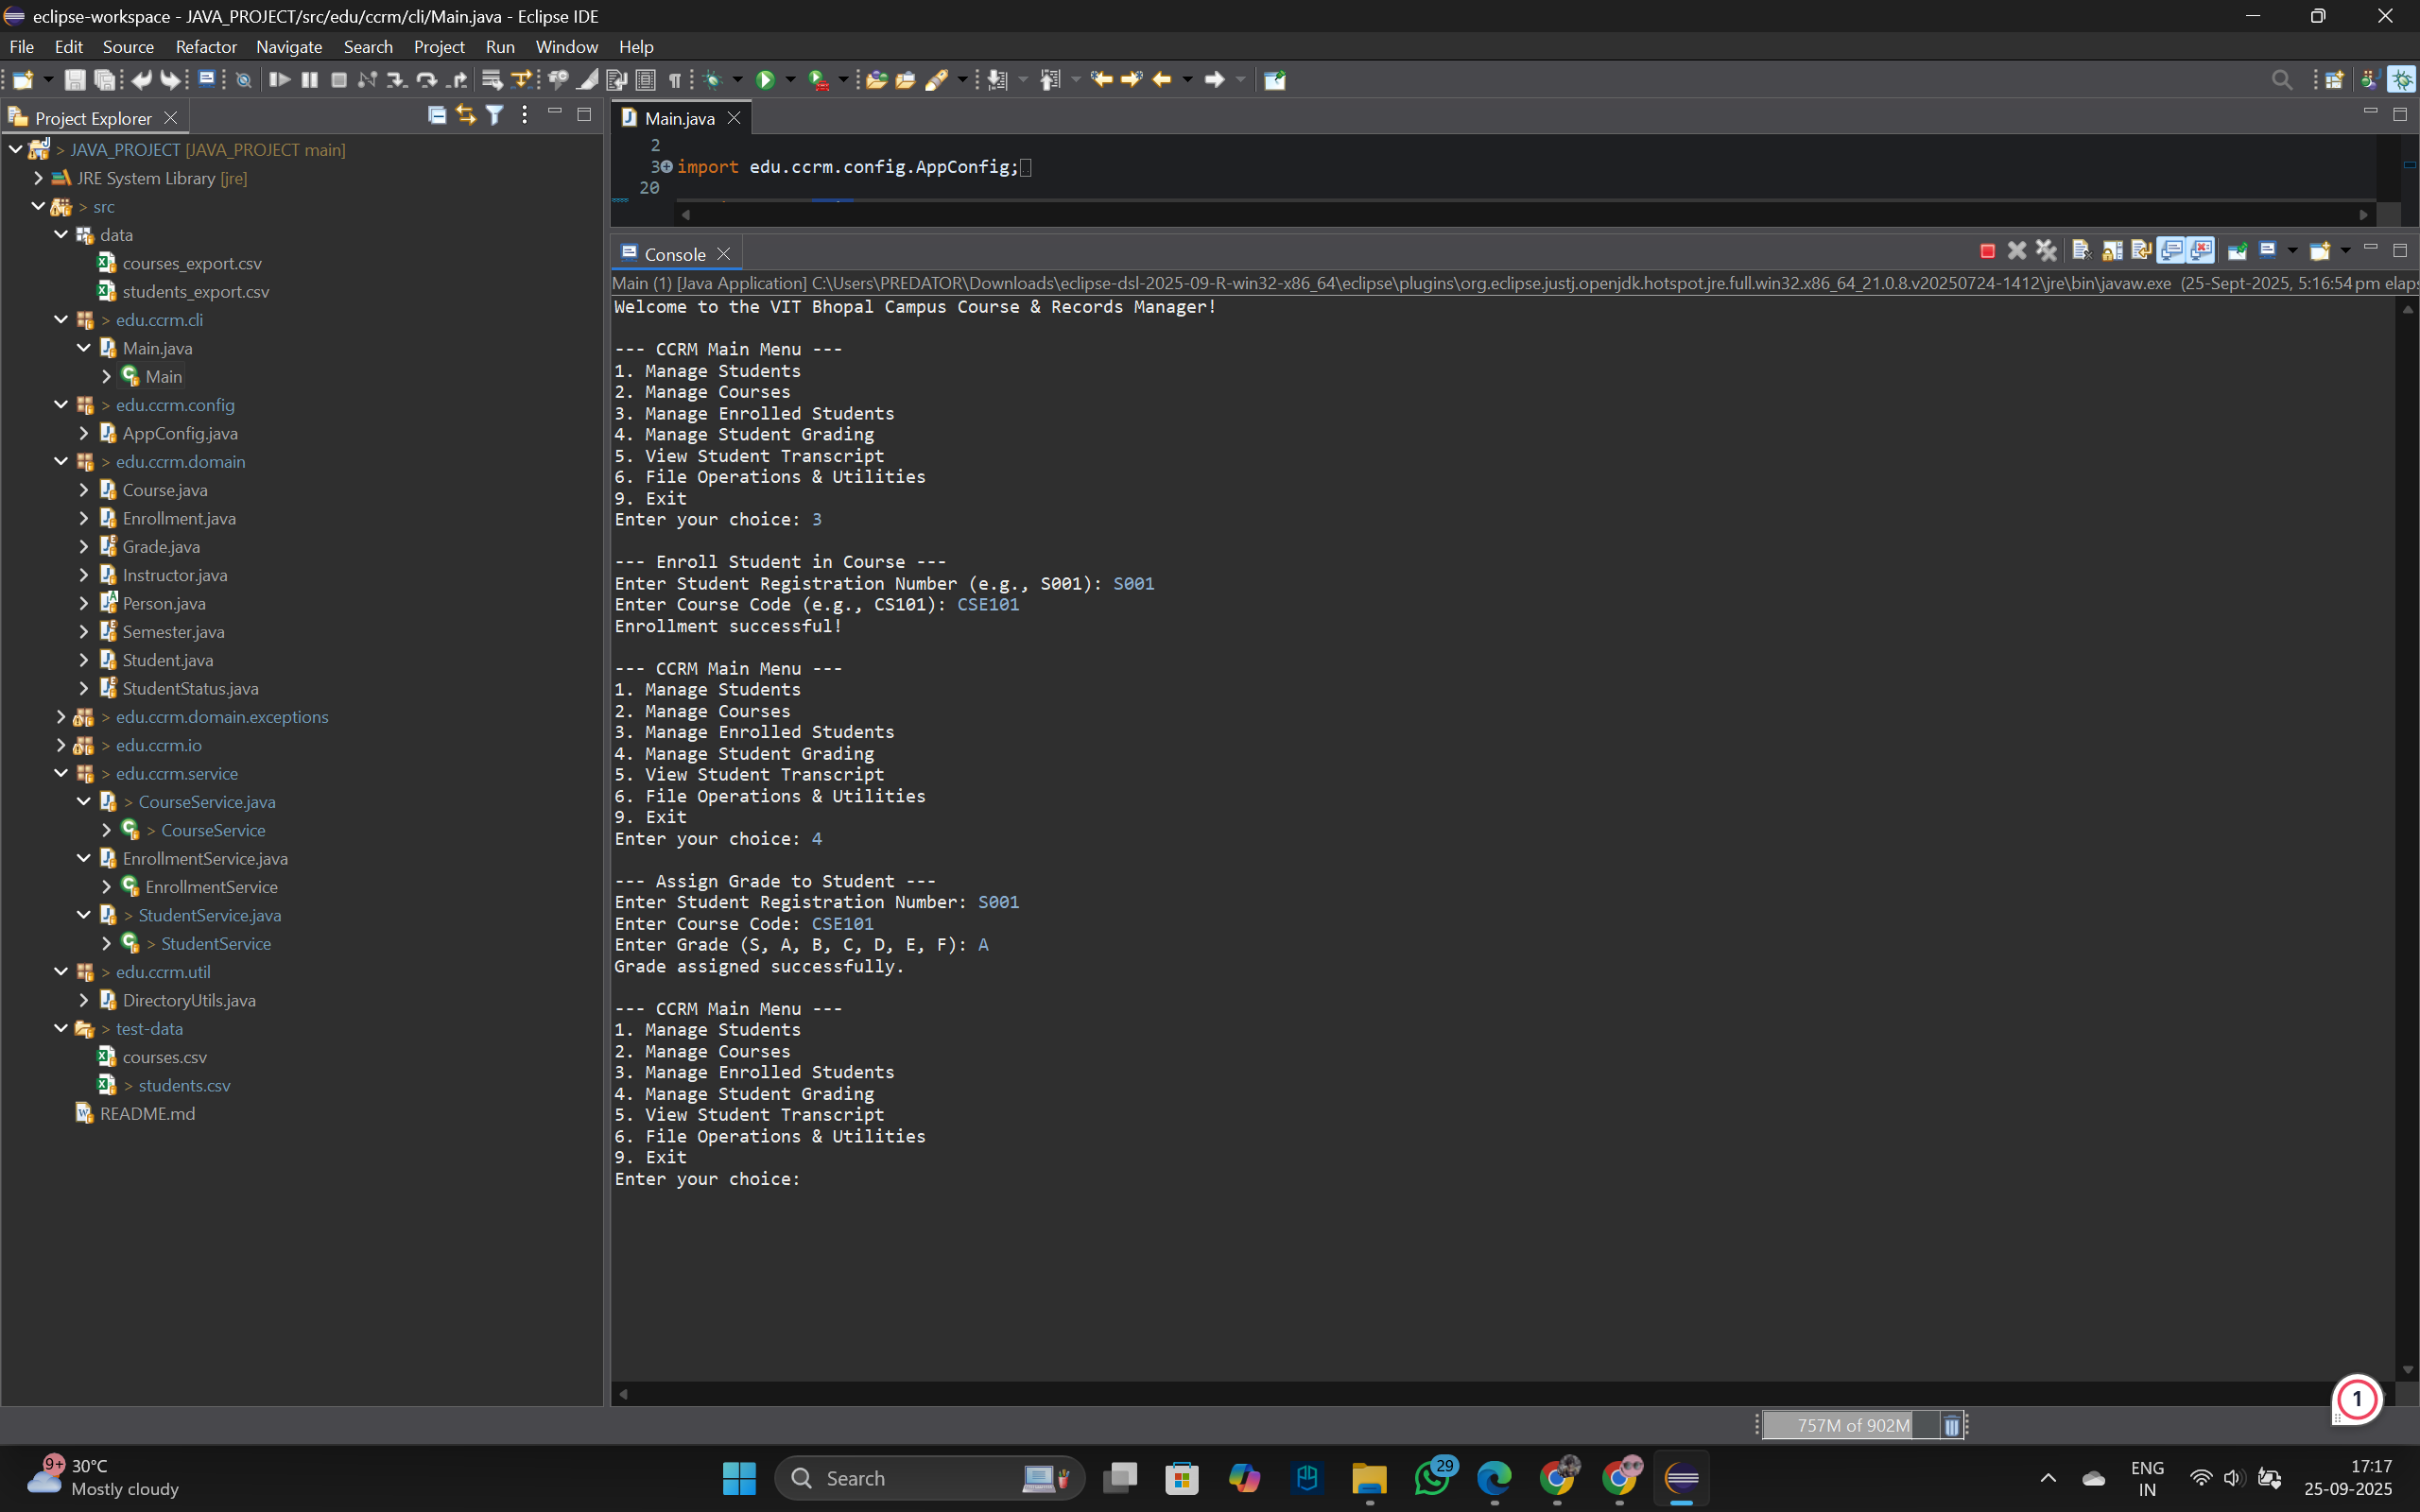 eclipse-workspace - JAVA_PROJECT/src/edu/ccrm/cli/Main.java - Eclipse IDE
File Edit Source Refactor Navigate Search Project Run Window Help
Project Explorer
> JAVA_PROJECT [JAVA_PROJECT main]
JRE System Library [jre]
> src
data
courses_export.csv
students_export.csv
> edu.ccrm.cli
Main.java
Main
> edu.ccrm.config
AppConfig.java
> edu.ccrm.domain
Course.java
Enrollment.java
Grade.java
Instructor.java
Person.java
Semester.java
Student.java
StudentStatus.java
> edu.ccrm.domain.exceptions
> edu.ccrm.io
> edu.ccrm.service
> CourseService.java
> CourseService
EnrollmentService.java
EnrollmentService
> StudentService.java
> StudentService
> edu.ccrm.util
DirectoryUtils.java
> test-data
courses.csv
> students.csv
README.md
Main.java
2
3 import edu.ccrm.config.AppConfig;
20
Console
Main (1) [Java Application] C:\Users\PREDATOR\Downloads\eclipse-dsl-2025-09-R-win32-x86_64\eclipse\plugins\org.eclipse.justj.openjdk.hotspot.jre.full.win32.x86_64_21.0.8.v20250724-1412\jre\bin\javaw.exe (25-Sept-2025, 5:16:54 pm elaps
Welcome to the VIT Bhopal Campus Course & Records Manager!
--- CCRM Main Menu ---
1. Manage Students
2. Manage Courses
3. Manage Enrolled Students
4. Manage Student Grading
5. View Student Transcript
6. File Operations & Utilities
9. Exit
Enter your choice: 3
--- Enroll Student in Course ---
Enter Student Registration Number (e.g., S001): S001
Enter Course Code (e.g., CS101): CSE101
Enrollment successful!
--- CCRM Main Menu ---
1. Manage Students
2. Manage Courses
3. Manage Enrolled Students
4. Manage Student Grading
5. View Student Transcript
6. File Operations & Utilities
9. Exit
Enter your choice: 4
--- Assign Grade to Student ---
Enter Student Registration Number: S001
Enter Course Code: CSE101
Enter Grade (S, A, B, C, D, E, F): A
Grade assigned successfully.
--- CCRM Main Menu ---
1. Manage Students
2. Manage Courses
3. Manage Enrolled Students
4. Manage Student Grading
5. View Student Transcript
6. File Operations & Utilities
9. Exit
Enter your choice:
1
757M of 902M
9+
30°C
Mostly cloudy
Search
29
ENG
IN
17:17
25-09-2025